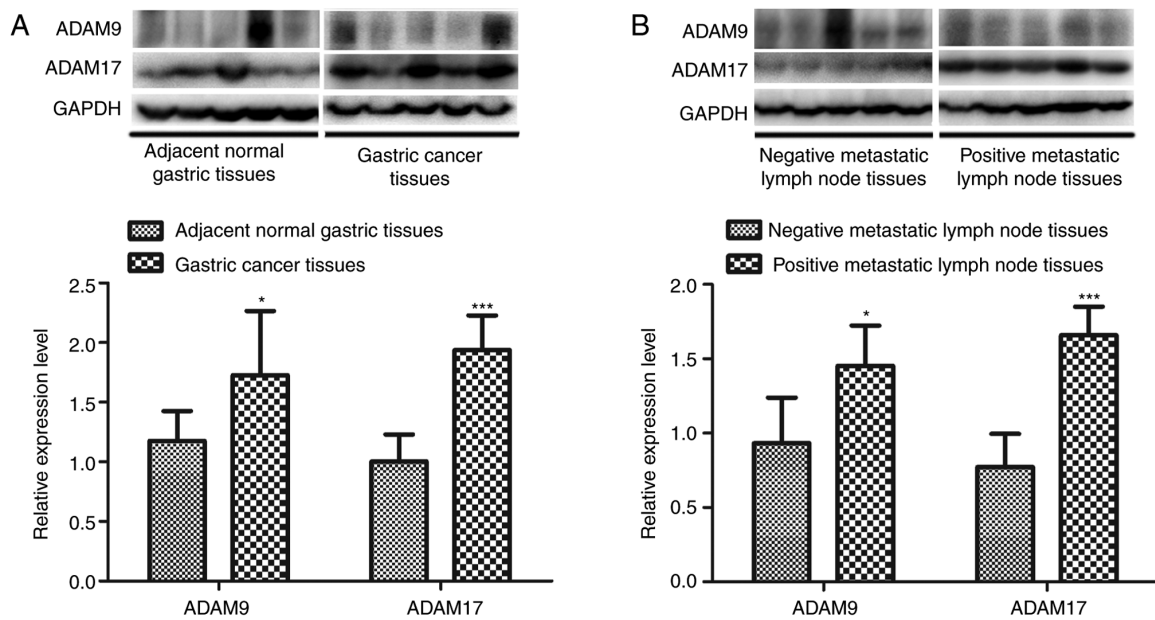 A
ADAM9
ADAM17
GAPDH
Adjacent normal
gastric tissues
Gastric cancer
tissues
Adjacent normal gastric tissues
Gastric cancer tissues
Relative expression level
2.5
2.0
1.5
1.0
0.5
0.0
*
***
ADAM9
ADAM17
B
ADAM9
ADAM17
GAPDH
Negative metastatic
lymph node tissues
Positive metastatic
lymph node tissues
Negative metastatic lymph node tissues
Positive metastatic lymph node tissues
Relative expression level
2.0
1.5
1.0
0.5
0.0
*
***
ADAM9
ADAM17